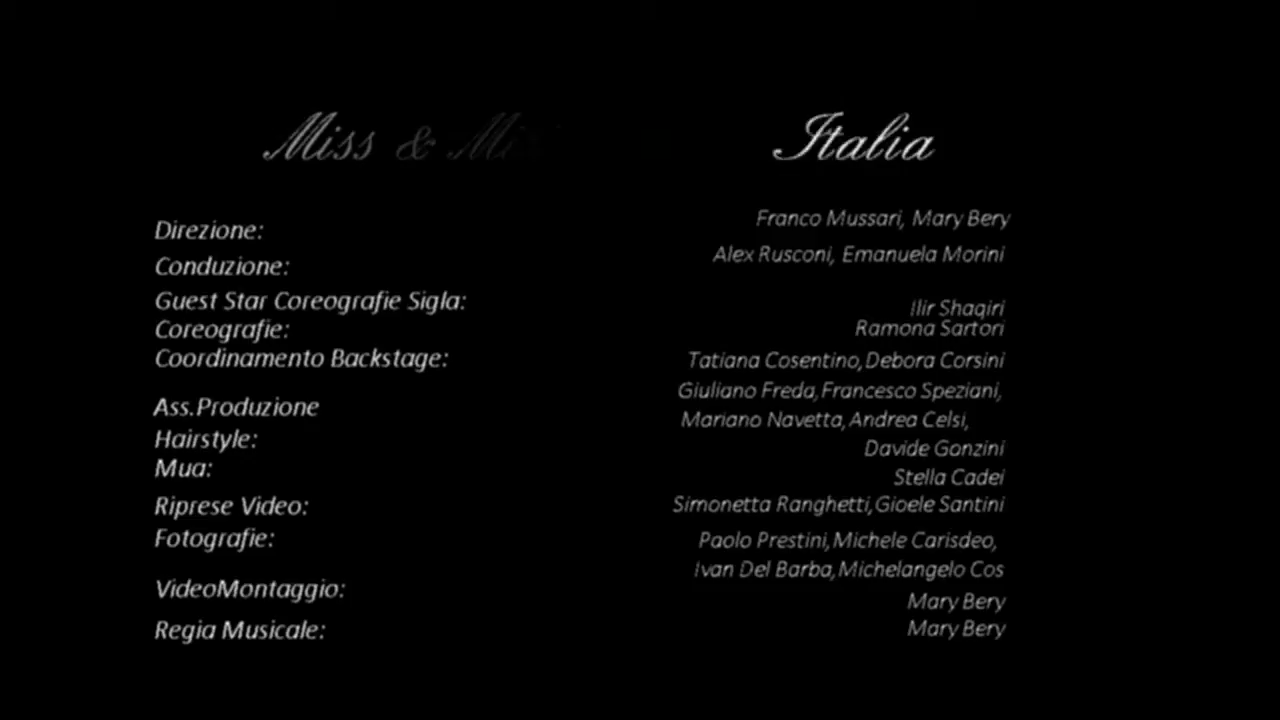 Miss & Mis Italia
Direzione: Franco Mussari, Mary Bery
Conduzione: Alex Rusconi, Emanuela Morini
Guest Star Coreografie Sigla: Ilir Shaqiri
Coreografie: Ramona Sartori
Coordinamento Backstage: Tatiana Cosentino,Debora Corsini
Giuliano Freda,Francesco Speziani,
Ass.Produzione Mariano Navetta,Andrea Celsi,
Hairstyle: Davide Gonzini
Mua: Stella Cadei
Riprese Video: Simonetta Ranghetti,Gioele Santini
Fotografie: Paolo Prestini,Michele Carisdeo,
Ivan Del Barba,Michelangelo Cos
VideoMontaggio: Mary Bery
Regia Musicale: Mary Bery